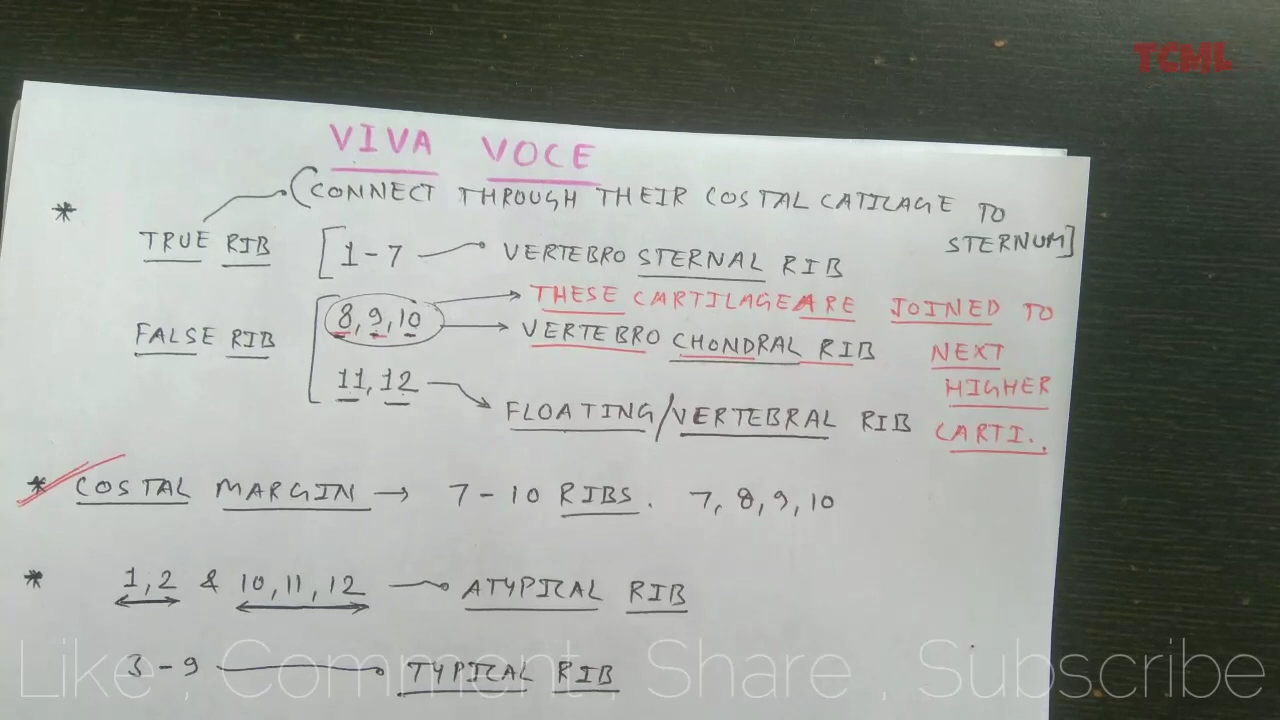 TCML
VIVA VOCE
* (CONNECT THROUGH THEIR COSTAL CATILAGE TO STERNUM]
TRUE RIB [1-7 VERTEBRO STERNAL RIB
FALSE RIB [8,9,10 → THESE CARTILAGE ARE JOINED TO NEXT HIGHER CARTI..
→ VERTEBRO CHONDRAL RIB
11,12 → FLOATING/VERTEBRAL RIB
* COSTAL MARGIN → 7-10 RIBS. 7, 8, 9, 10
* 1,2 & 10,11,12 ATYPICAL RIB
3-9 TYPICAL RIB
Like, Comment, Share, Subscribe